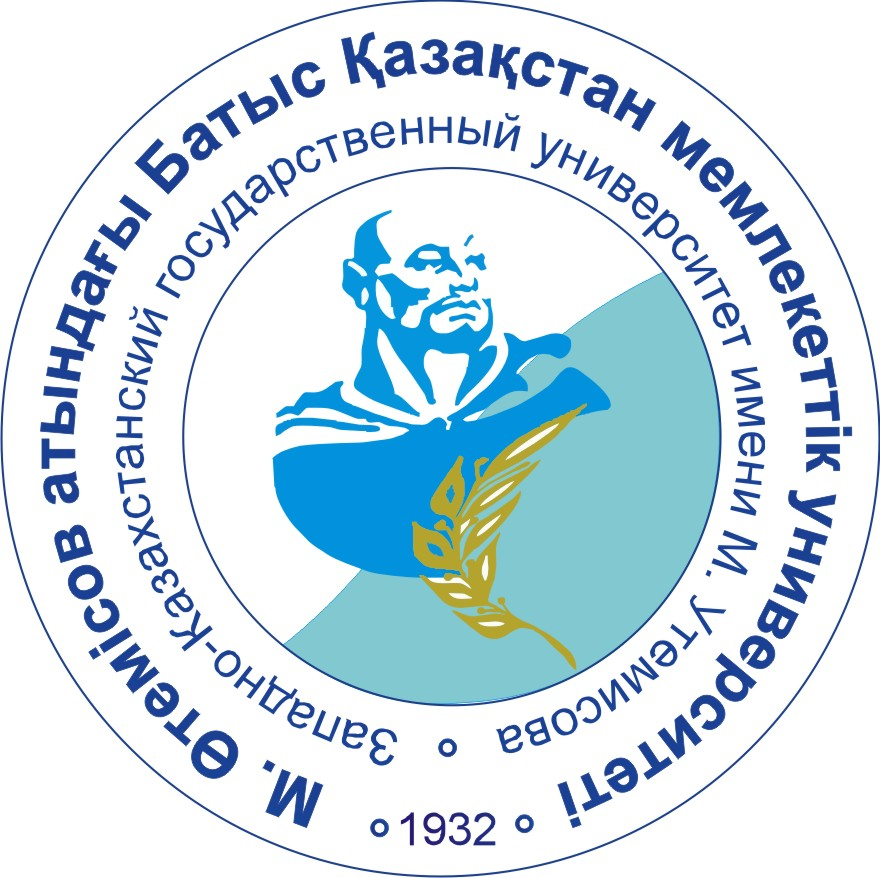 М. Өтемісов атындағы Батыс Қазақстан мемлекеттік университеті
Западно-Казахстанский государственный университет имени М. Утемисова
1932